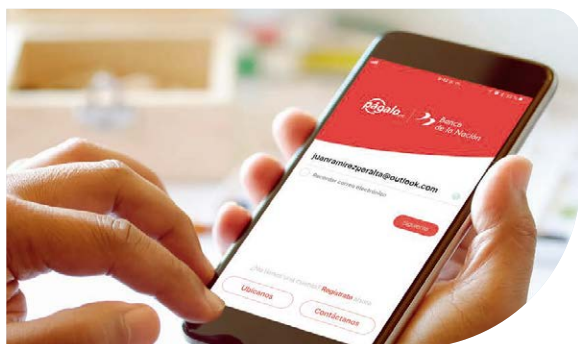 págalo
Banco
de la Nación
juanramirezperalta@outlook.com
Recordar correo electrónico
Siguiente
¿No tienes una cuenta? Regístrate
Ubícanos
Contáctanos